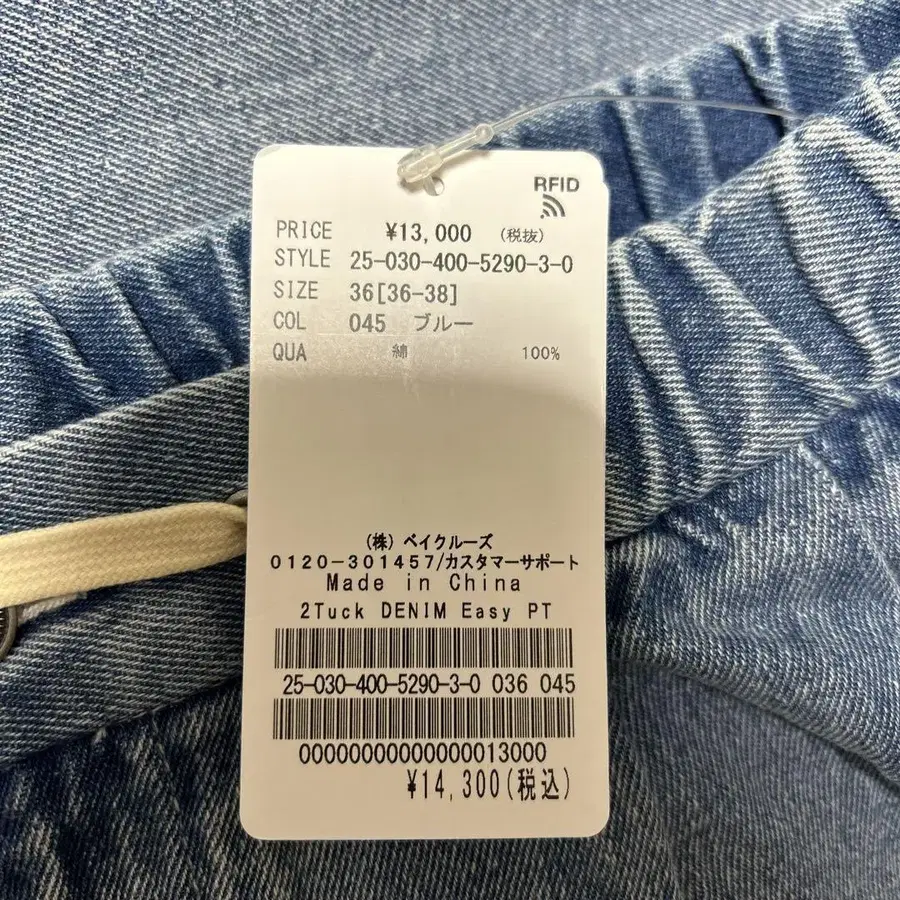 RFID
PRICE ¥13,000 (税抜)
STYLE 25-030-400-5290-3-0
SIZE 36[36-38]
COL 045 ブルー
QUA 綿 100%
(株) ベイクルーズ
0120-301457/カスタマーサポート
Made in China
2Tuck DENIM Easy PT
25-030-400-5290-3-0 036 045
00000000000000013000
¥14,300(税込)